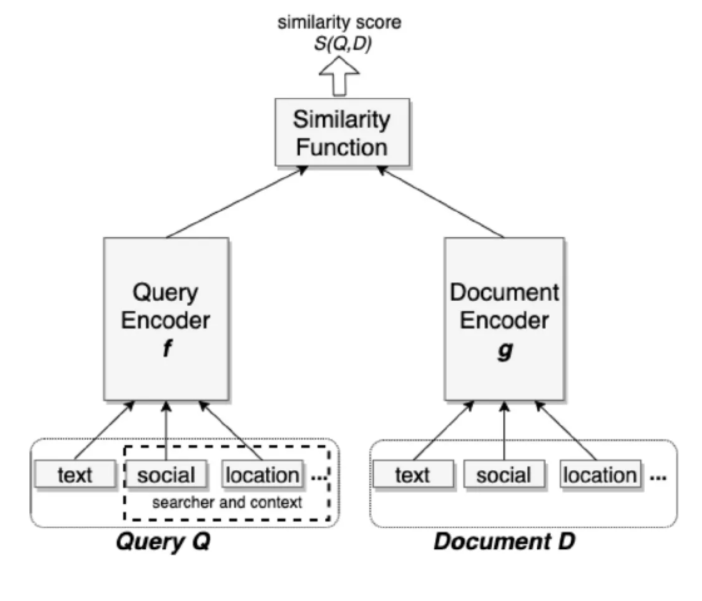 similarity score
S(Q,D)
Similarity
Function
Query
Encoder
f
Document
Encoder
g
text
social
location
...
searcher and context
Query Q
text
social
location
...
Document D